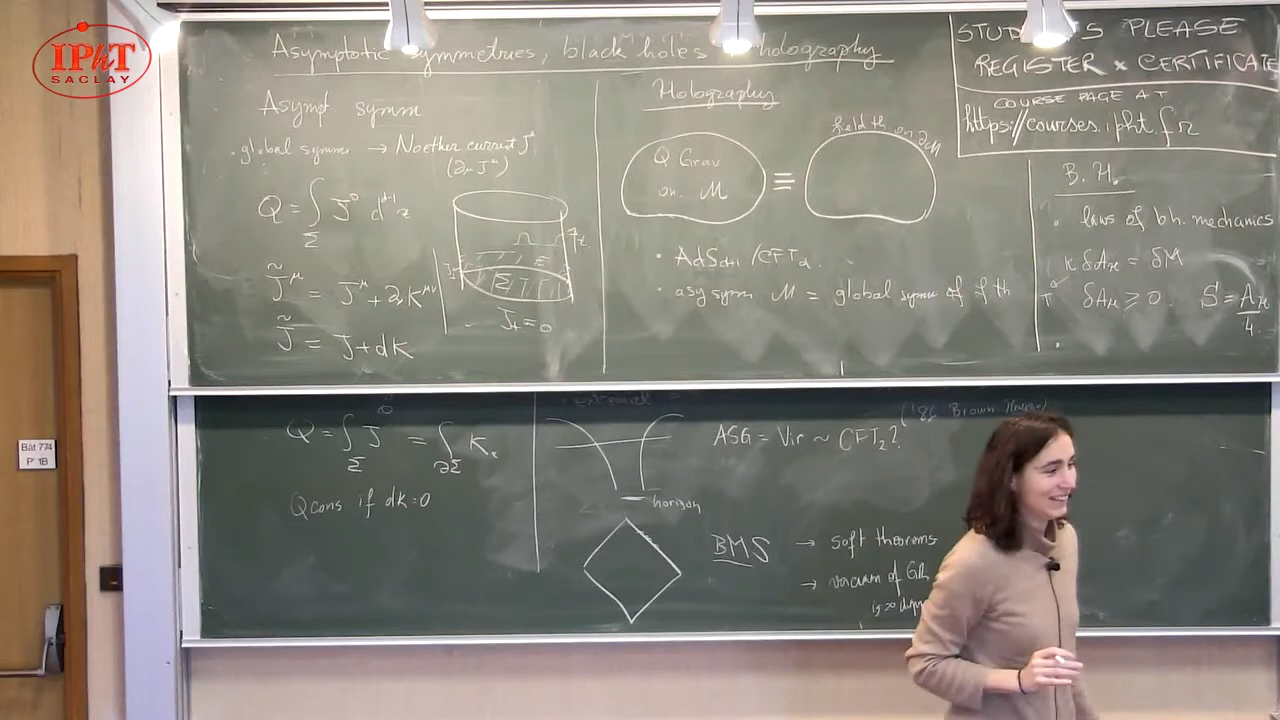 IPhT
SACLAY
Asymptotic symmetries, black holes & holography
STUDENTS PLEASE
REGISTER x CERTIFICATE
COURSE PAGE AT
https://courses.ipht.fr
Asympt symm
. global symm → Noether current J^μ
(∂μ J^μ)
Q = ∫_Σ J^0 d^{d-1}x
J̃^μ = J^μ + ∂_ν K^{μν}
J̃ = J + dK
Σ
J_t = 0
Holography
Q Grav
on M
≡
field th on ∂M
• AdS_{d+1} / CFT_d.
• asy symm M = global symm of f th
B. H.
• laws of b.h. mechanics
κ δA_H = δM
T
δA_H ≥ 0.
S = A_H/4
Q = ∫_Σ J = ∫_∂Σ K
Q cons if dK = 0
horizon
ASG = Vir ~ CFT_2?
('86 Brown-Henneaux)
BMS
→ soft theorems
→ vacuum of GR
is ∞
Bât 774
P 1B